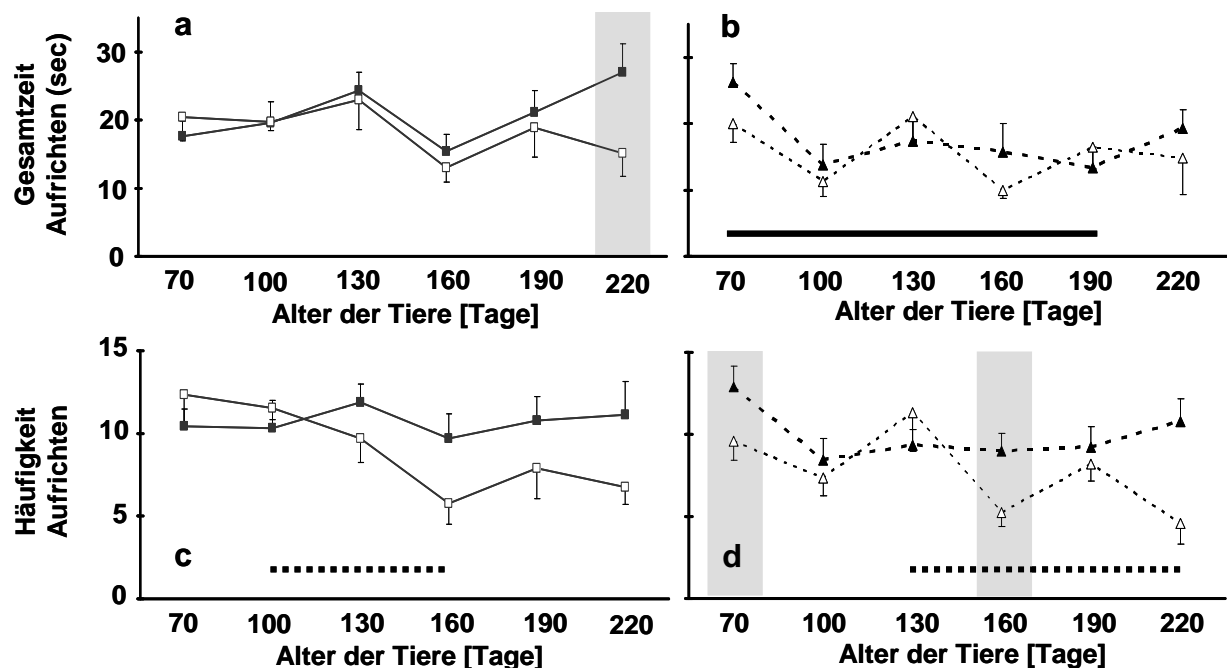 a
b
Gesamtzeit
Aufrichten (sec)
30
20
10
0
70 100 130 160 190 220
Alter der Tiere [Tage]
70 100 130 160 190 220
Alter der Tiere [Tage]
Häufigkeit
Aufrichten
15
10
5
0
c
d
70 100 130 160 190 220
Alter der Tiere [Tage]
70 100 130 160 190 220
Alter der Tiere [Tage]